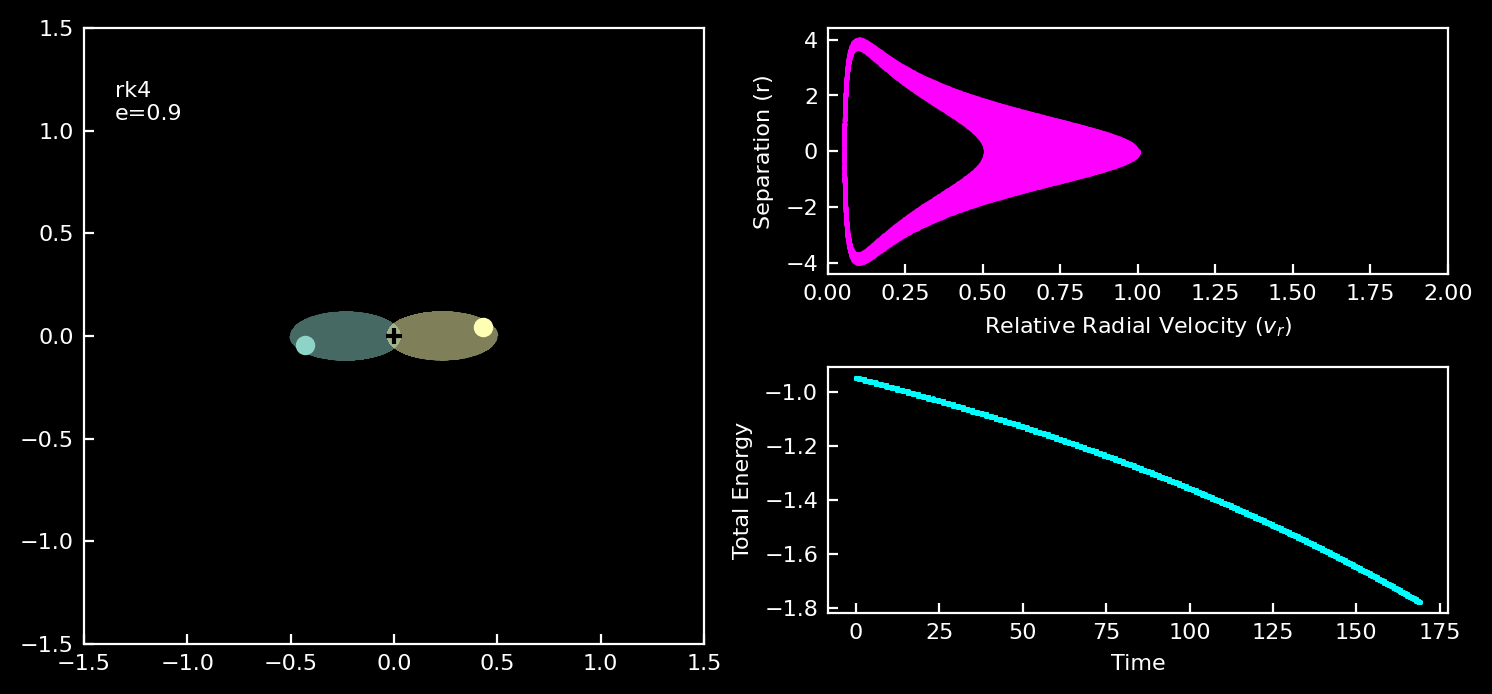 rk4
e=0.9
1.5
1.0
0.5
0.0
−0.5
−1.0
−1.5
−1.5 −1.0 −0.5 0.0 0.5 1.0 1.5
Separation (r)
4
2
0
−2
−4
0.00 0.25 0.50 0.75 1.00 1.25 1.50 1.75 2.00
Relative Radial Velocity (vᵣ)
Total Energy
−1.0
−1.2
−1.4
−1.6
−1.8
0 25 50 75 100 125 150 175
Time